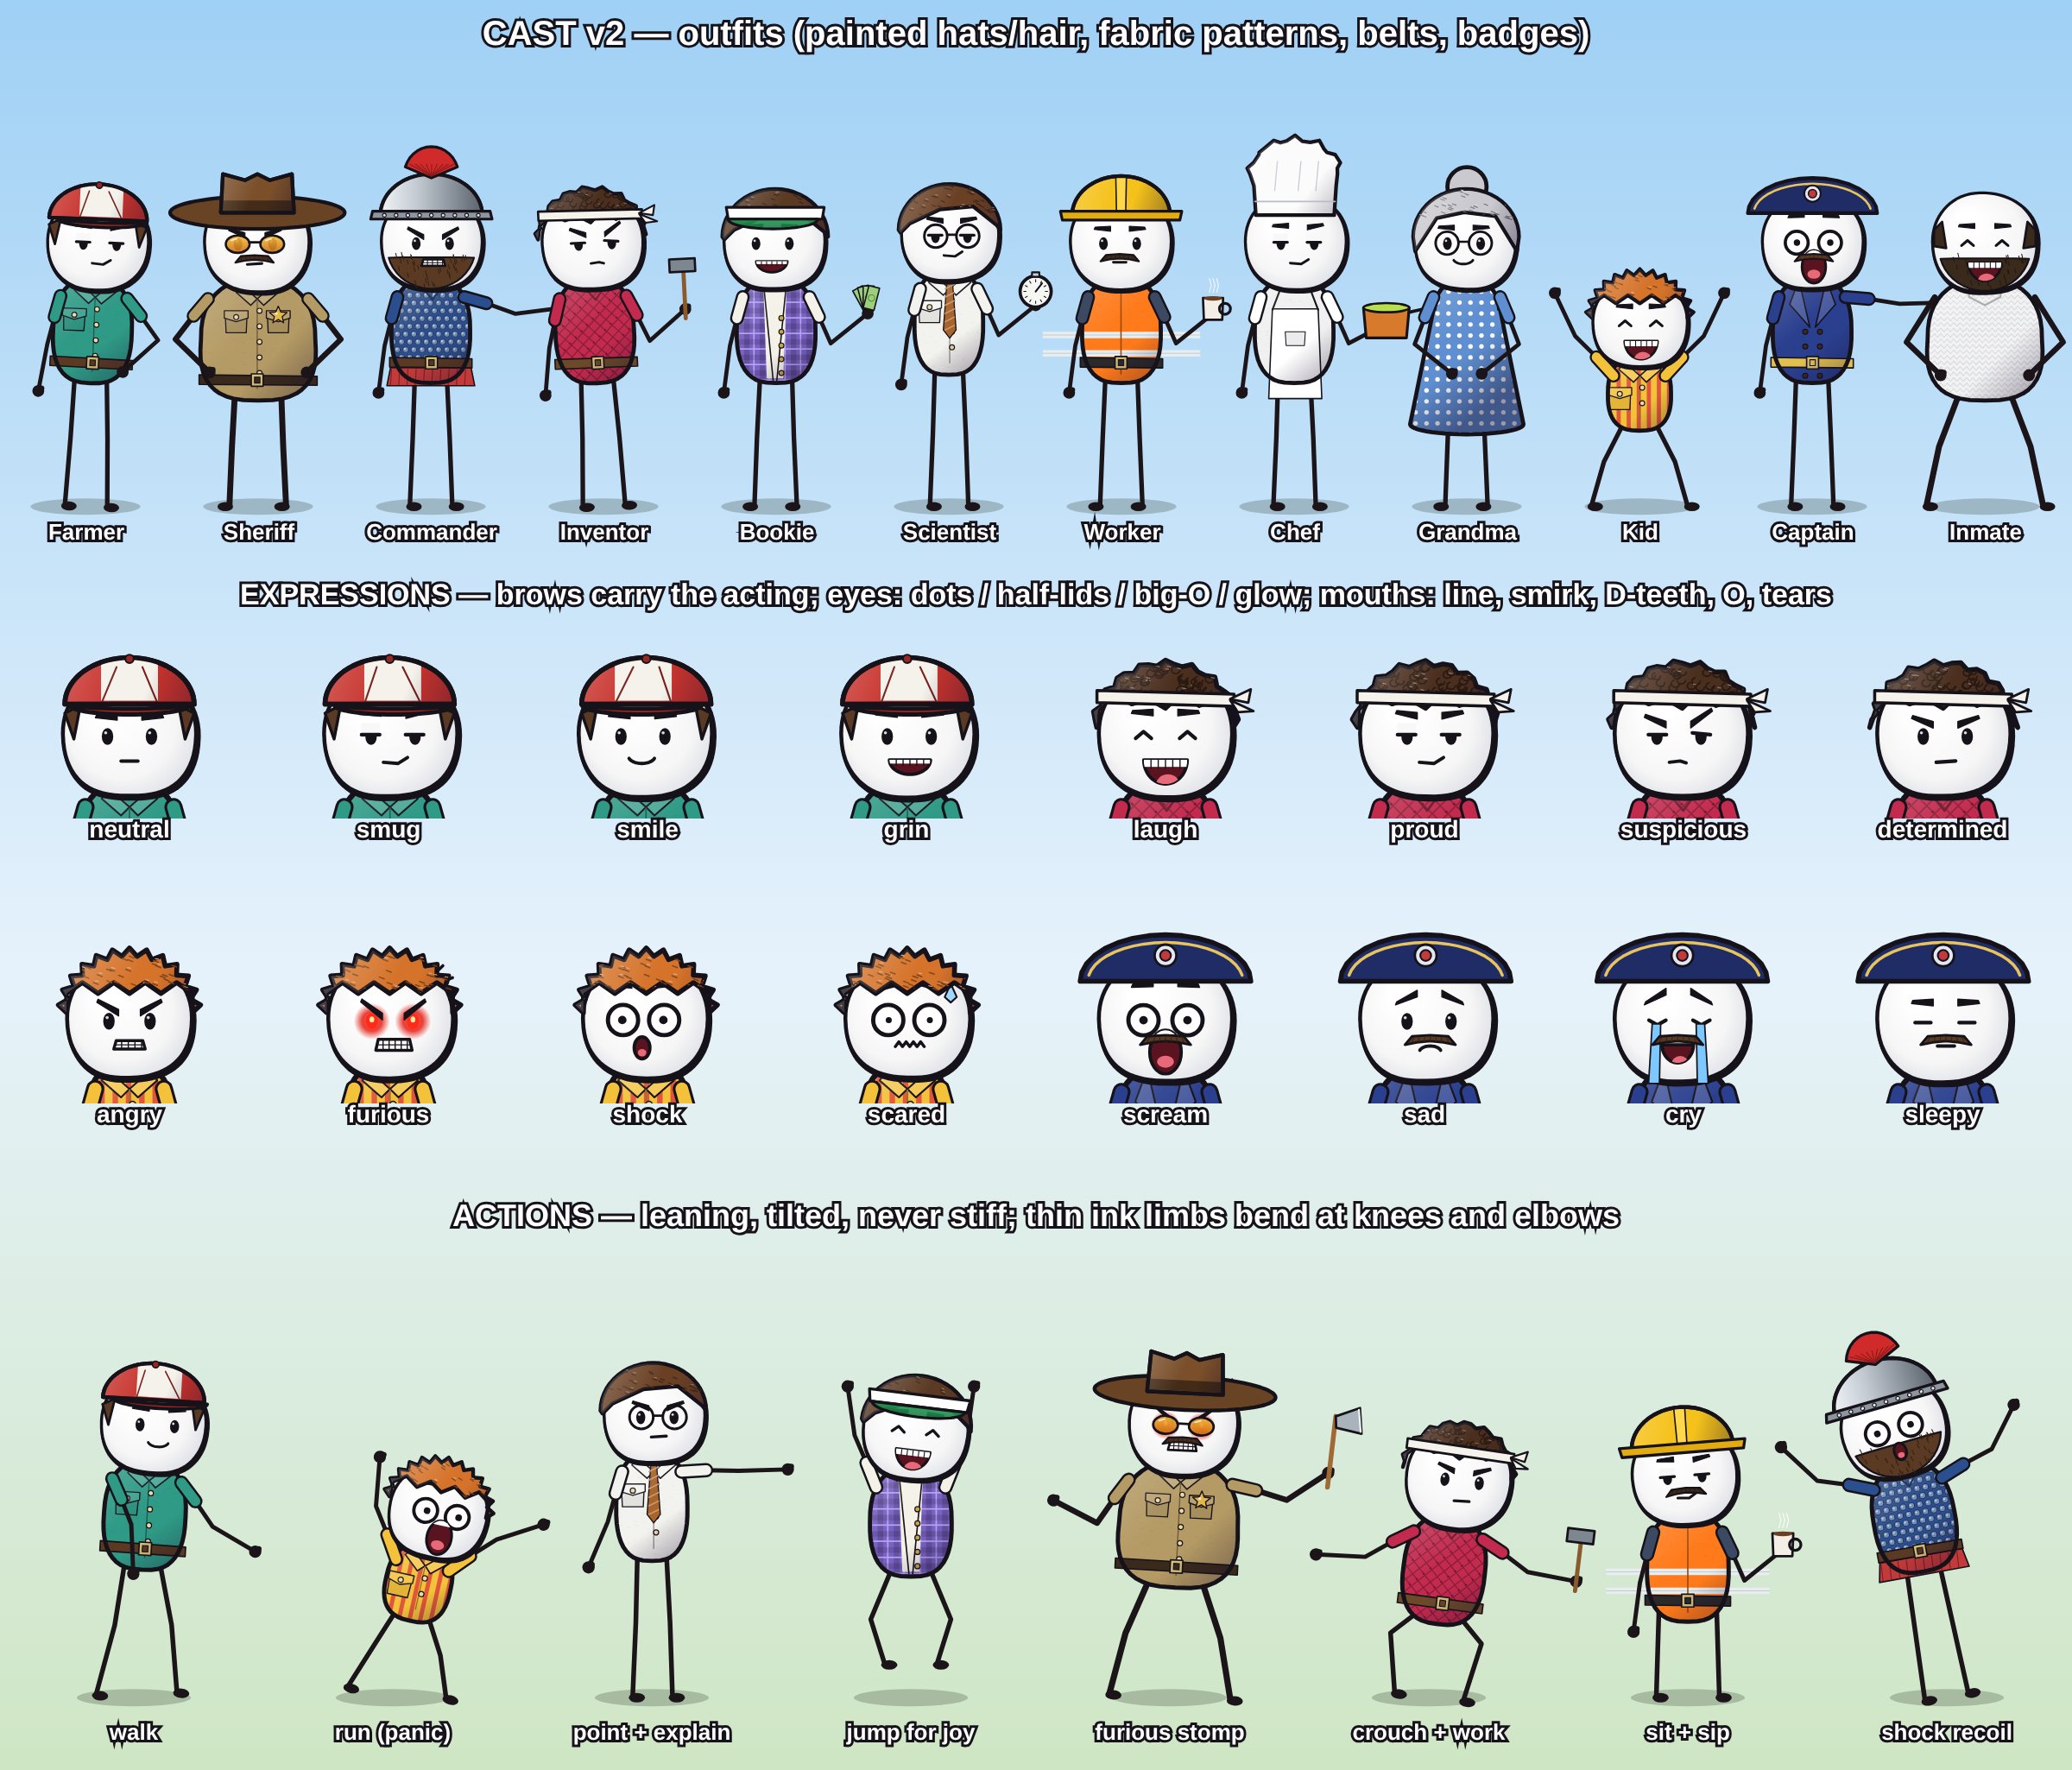 CAST v2 — outfits (painted hats/hair, fabric patterns, belts, badges)
Farmer
Sheriff
Commander
Inventor
Bookie
Scientist
Worker
Chef
Grandma
Kid
Captain
Inmate
EXPRESSIONS — brows carry the acting; eyes: dots / half-lids / big-O / glow; mouths: line, smirk, D-teeth, O, tears
neutral
smug
smile
grin
laugh
proud
suspicious
determined
angry
furious
shock
scared
scream
sad
cry
sleepy
ACTIONS — leaning, tilted, never stiff; thin ink limbs bend at knees and elbows
walk
run (panic)
point + explain
jump for joy
furious stomp
crouch + work
sit + sip
shock recoil